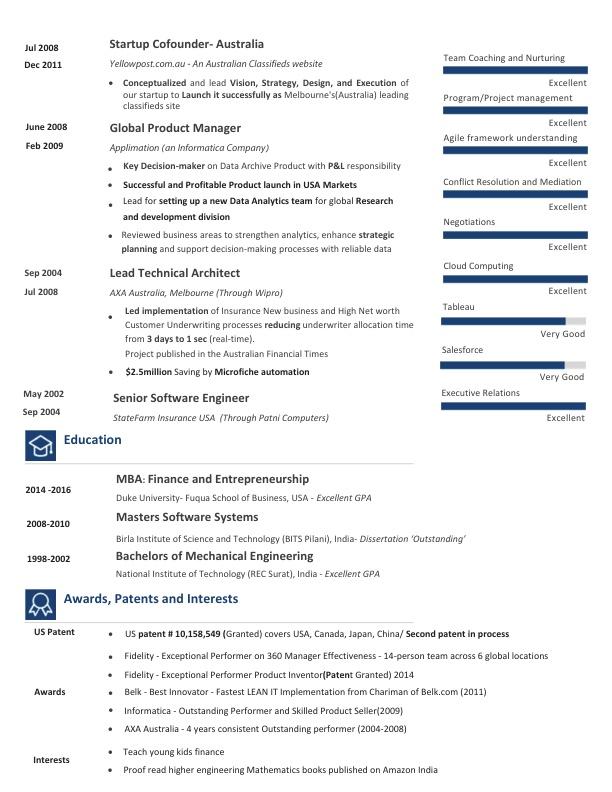 Jul 2008
Dec 2011
Startup Cofounder- Australia
Yellowpost.com.au - An Australian Classifieds website
• Conceptualized and lead Vision, Strategy, Design, and Execution of
our startup to Launch it successfully as Melbourne's(Australia) leading
classifieds site
June 2008
Feb 2009
Global Product Manager
Applimation (an Informatica Company)
• Key Decision-maker on Data Archive Product with P&L responsibility
• Successful and Profitable Product launch in USA Markets
• Lead for setting up a new Data Analytics team for global Research
and development division
• Reviewed business areas to strengthen analytics, enhance strategic
planning and support decision-making processes with reliable data
Sep 2004
Jul 2008
Lead Technical Architect
AXA Australia, Melbourne (Through Wipro)
• Led implementation of Insurance New business and High Net worth
Customer Underwriting processes reducing underwriter allocation time
from 3 days to 1 sec (real-time).
Project published in the Australian Financial Times
• $2.5million Saving by Microfiche automation
May 2002
Sep 2004
Senior Software Engineer
StateFarm Insurance USA (Through Patni Computers)
Team Coaching and Nurturing
Excellent
Program/Project management
Excellent
Agile framework understanding
Excellent
Conflict Resolution and Mediation
Excellent
Negotiations
Excellent
Cloud Computing
Excellent
Tableau
Very Good
Salesforce
Very Good
Executive Relations
Excellent
Education
2014 -2016
MBA: Finance and Entrepreneurship
Duke University- Fuqua School of Business, USA - Excellent GPA
2008-2010
Masters Software Systems
Birla Institute of Science and Technology (BITS Pilani), India- Dissertation ‘Outstanding’
1998-2002
Bachelors of Mechanical Engineering
National Institute of Technology (REC Surat), India - Excellent GPA
Awards, Patents and Interests
US Patent
• US patent # 10,158,549 (Granted) covers USA, Canada, Japan, China/ Second patent in process
Awards
• Fidelity - Exceptional Performer on 360 Manager Effectiveness - 14-person team across 6 global locations
• Fidelity - Exceptional Performer Product Inventor(Patent Granted) 2014
• Belk - Best Innovator - Fastest LEAN IT Implementation from Chariman of Belk.com (2011)
• Informatica - Outstanding Performer and Skilled Product Seller(2009)
• AXA Australia - 4 years consistent Outstanding performer (2004-2008)
Interests
• Teach young kids finance
• Proof read higher engineering Mathematics books published on Amazon India